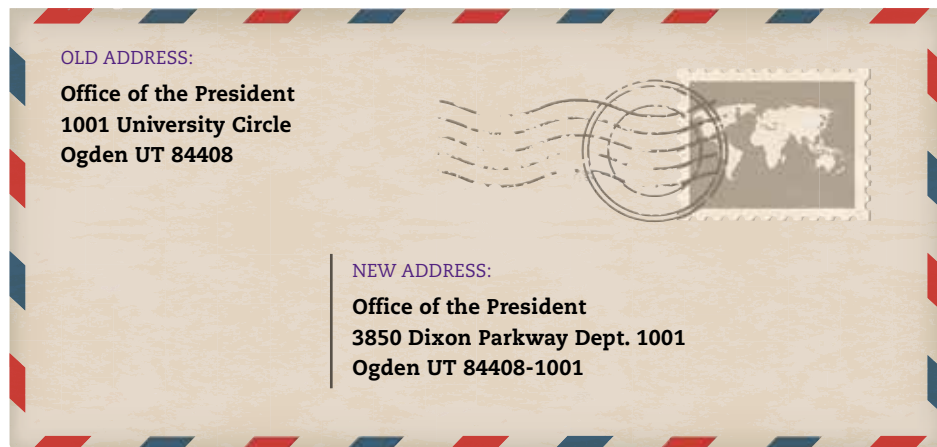 OLD ADDRESS:
Office of the President
1001 University Circle
Ogden UT 84408
NEW ADDRESS:
Office of the President
3850 Dixon Parkway Dept. 1001
Ogden UT 84408-1001